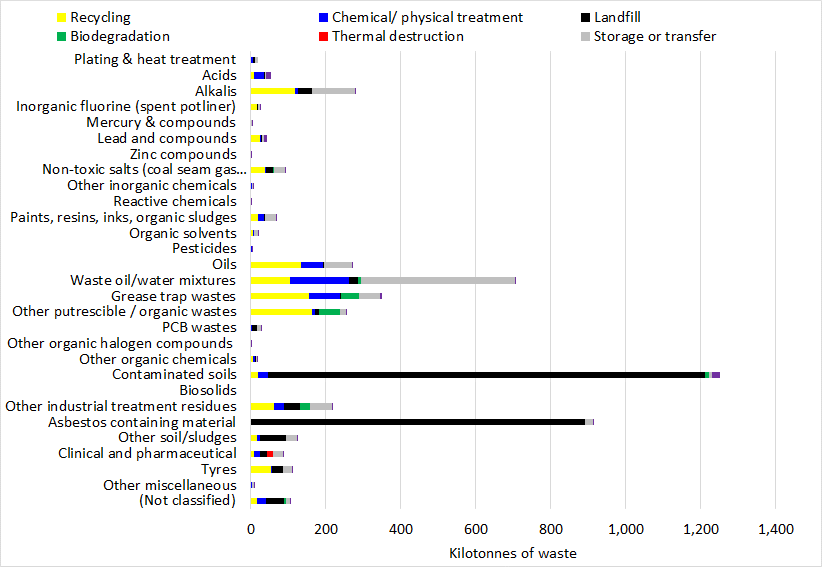 Recycling
Chemical/ physical treatment
Landfill
Biodegradation
Thermal destruction
Storage or transfer
Plating & heat treatment
Acids
Alkalis
Inorganic fluorine (spent potliner)
Mercury & compounds
Lead and compounds
Zinc compounds
Non-toxic salts (coal seam gas...
Other inorganic chemicals
Reactive chemicals
Paints, resins, inks, organic sludges
Organic solvents
Pesticides
Oils
Waste oil/water mixtures
Grease trap wastes
Other putrescible / organic wastes
PCB wastes
Other organic halogen compounds
Other organic chemicals
Contaminated soils
Biosolids
Other industrial treatment residues
Asbestos containing material
Other soil/sludges
Clinical and pharmaceutical
Tyres
Other miscellaneous
(Not classified)
0 200 400 600 800 1,000 1,200 1,400
Kilotonnes of waste